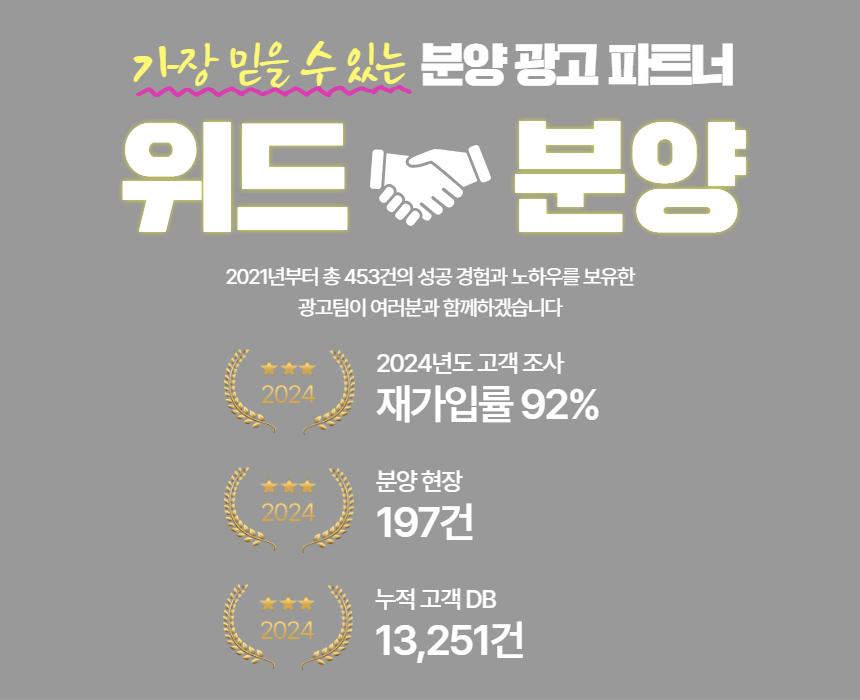 가장 믿을 수 있는 분양 광고 파트너
위드 분양
2021년부터 총 453건의 성공 경험과 노하우를 보유한
광고팀이 여러분과 함께하겠습니다
2024
2024년도 고객 조사
재가입률 92%
2024
분양 현장
197건
2024
누적 고객 DB
13,251건